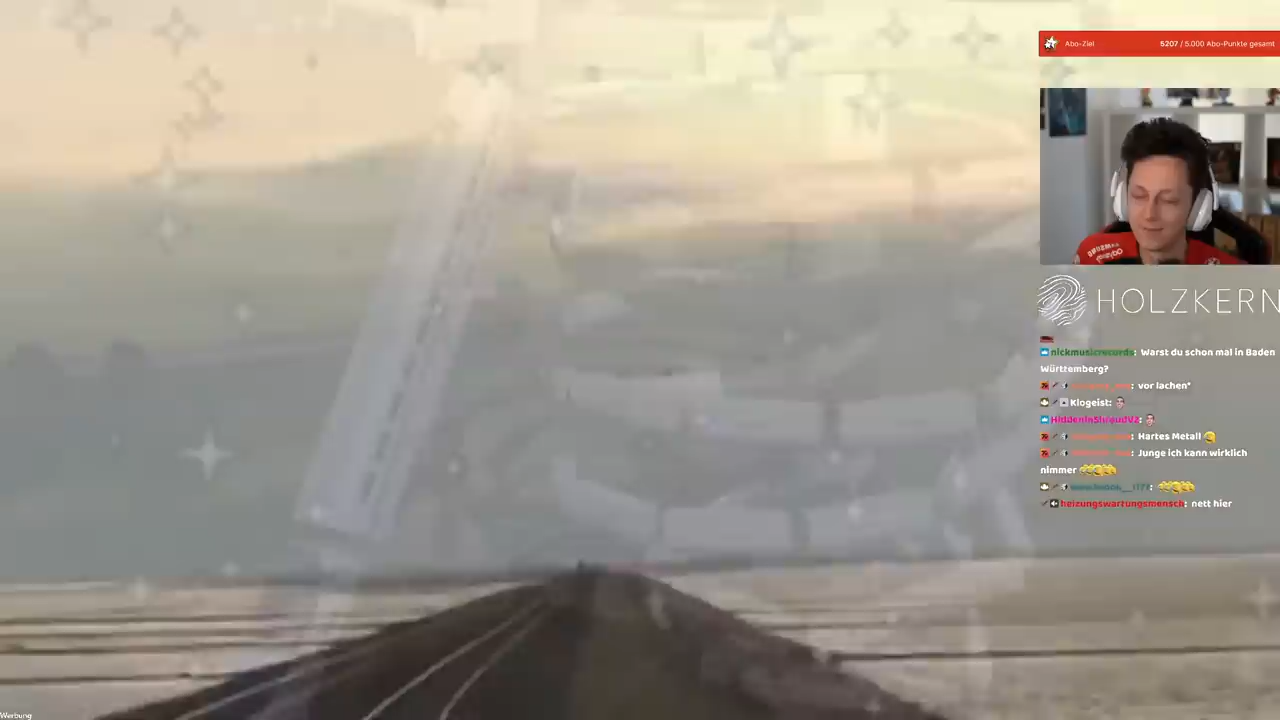 Abo-Ziel 5207 / 5.000 Abo-Punkte gesamt
HOLZKERN
nickmusicrecords: Warst du schon mal in Baden
Württemberg?
: vor lachen*
Klogeist:
HiddenInShroudV2:
: Hartes Metall
: Junge ich kann wirklich
nimmer
heizungswartungsmensch: nett hier
Werbung